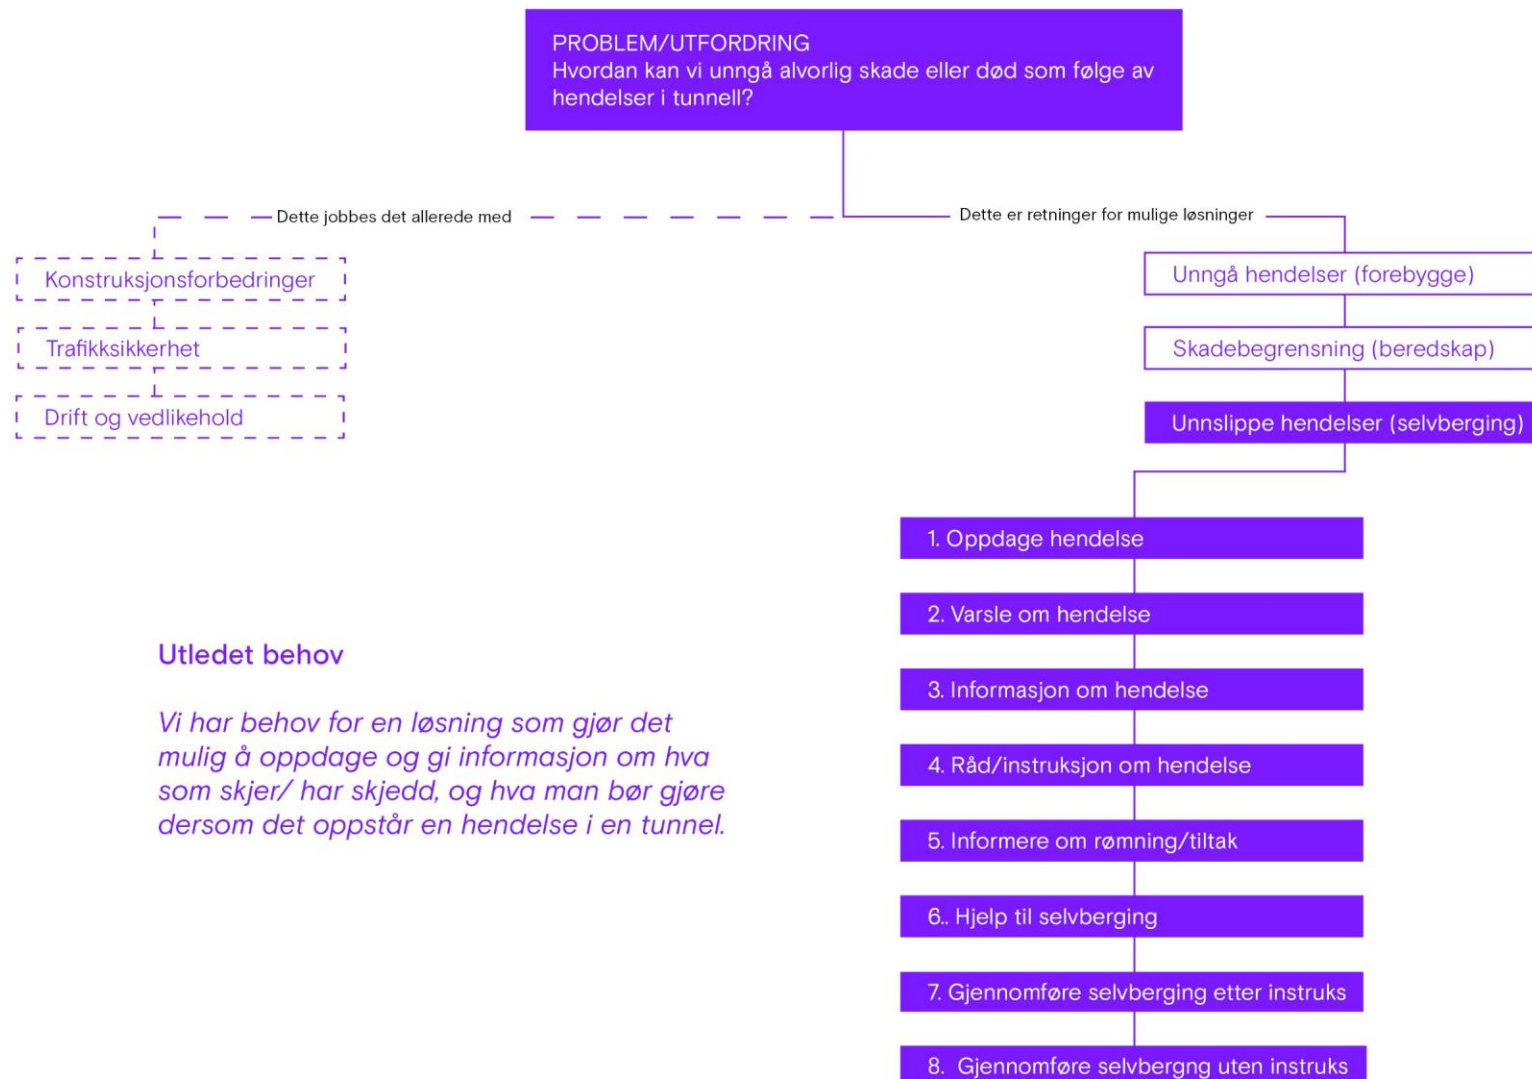 PROBLEM/UTFORDRING
Hvordan kan vi unngå alvorlig skade eller død som følge av
hendelser i tunnell?
Dette jobbes det allerede med
Konstruksjonsforbedringer
Trafikksikkerhet
Drift og vedlikehold
Dette er retninger for mulige løsninger
Unngå hendelser (forebygge)
Skadebegrensning (beredskap)
Unnslippe hendelser (selvberging)
1. Oppdage hendelse
2. Varsle om hendelse
3. Informasjon om hendelse
4. Råd/instruksjon om hendelse
5. Informere om rømning/tiltak
6.. Hjelp til selvberging
7. Gjennomføre selvberging etter instruks
8. Gjennomføre selvbergng uten instruks
Utledet behov
Vi har behov for en løsning som gjør det
mulig å oppdage og gi informasjon om hva
som skjer/ har skjedd, og hva man bør gjøre
dersom det oppstår en hendelse i en tunnel.